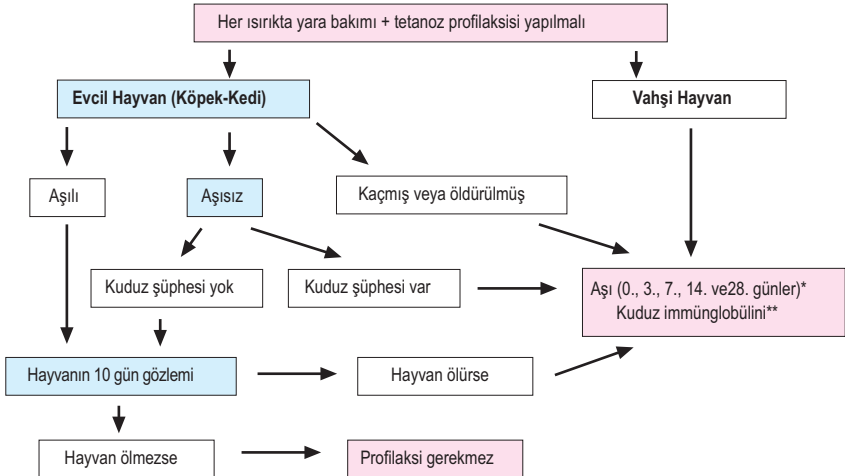 Her ısırıkta yara bakımı + tetanoz profilaksisi yapılmalı
Evcil Hayvan (Köpek-Kedi)
Vahşi Hayvan
Aşılı
Aşısız
Kaçmış veya öldürülmüş
Kuduz şüphesi yok
Kuduz şüphesi var
Aşı (0., 3., 7., 14. ve28. günler)*
Kuduz immünglobülini**
Hayvanın 10 gün gözlemi
Hayvan ölürse
Hayvan ölmezse
Profilaksi gerekmez